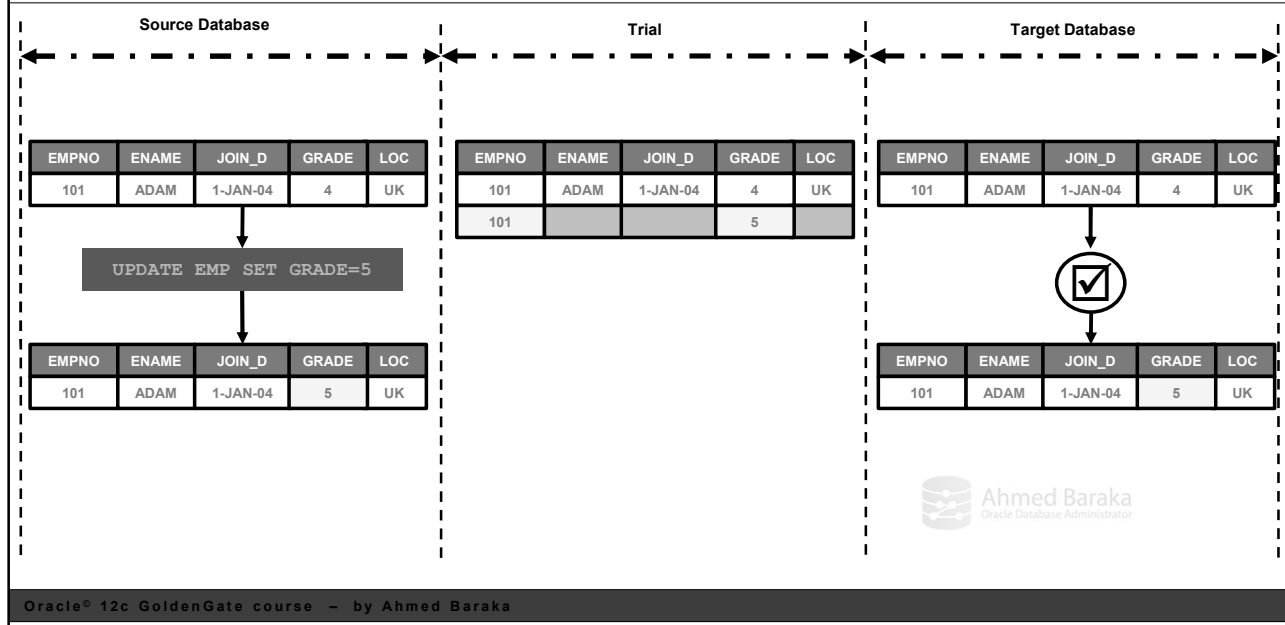 Source Database
Trial
Target Database
EMPNO ENAME JOIN_D GRADE LOC
101 ADAM 1-JAN-04 4 UK
UPDATE EMP SET GRADE=5
EMPNO ENAME JOIN_D GRADE LOC
101 ADAM 1-JAN-04 5 UK
EMPNO ENAME JOIN_D GRADE LOC
101 ADAM 1-JAN-04 4 UK
101 5
EMPNO ENAME JOIN_D GRADE LOC
101 ADAM 1-JAN-04 4 UK
EMPNO ENAME JOIN_D GRADE LOC
101 ADAM 1-JAN-04 5 UK
Ahmed Baraka
Oracle Database Administrator
Oracle© 12c GoldenGate course – by Ahmed Baraka